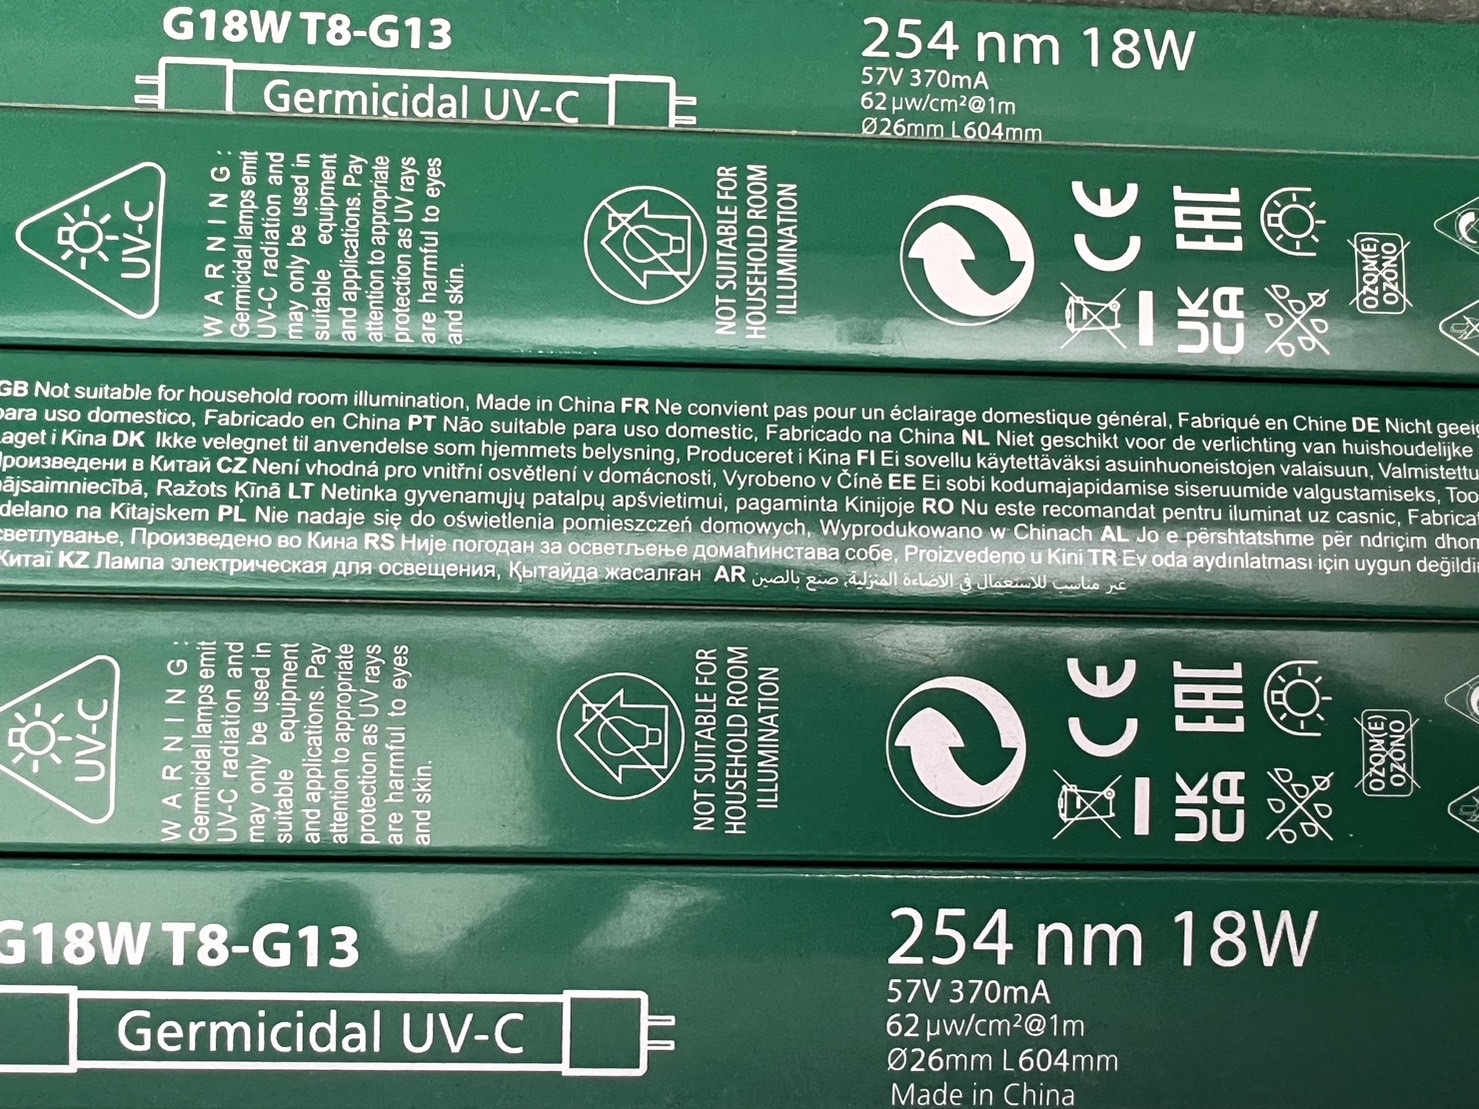 G18W T8-G13
Germicidal UV-C
254 nm 18W
57V 370mA
62 µw/cm²@1m
Ø26mm L604mm
UV-C
WARNING:
Germicidal lamps emit
UV-C radiation and
may only be used in
suitable equipment
and applications. Pay
attention to appropriate
protection as UV rays
are harmful to eyes
and skin.
NOT SUITABLE FOR
HOUSEHOLD ROOM
ILLUMINATION
CE
EAC
UK
CA
OZON(E)
OZONO
GB Not suitable for household room illumination, Made in China FR Ne convient pas pour un éclairage domestique général, Fabriqué en Chine DE Nicht
para uso domestico, Fabricado en China PT Não suitable para uso domestic, Fabricado na China NL Niet geschikt voor de verlichting van huishoudelijke
Laget i Kina DK Ikke velegnet til anvendelse som hjemmets belysning, Produceret i Kina FI Ei sovellu käytettäväksi asuinhuoneistojen valaisuun,
Произведени в Китай CZ Není vhodná pro vnitřní osvětlení v domácnosti, Vyrobeno v Číně EE Ei sobi kodumajapidamise siseruumide valgustamiseks,
Ražots Ķīnā LT Netinka gyvenamųjų patalpų apšvietimui, pagaminta Kinijoje RO Nu este recomandat pentru iluminat uz casnic,
na Kitajskem PL Nie nadaje się do oświetlenia pomieszczeń domowych, Wyprodukowano w Chinach AL Jo e përshtatshme për ndriçim
Произведено во Кина RS Није погодан за осветљење домаћинстава собе, Proizvedeno u Kini TR Ev oda aydınlatması için uygun
Китаї KZ Лампа электрическая для освещения, Қытайда жасалған AR غير مناسب للاستعمال في الاضاءة المنزلية, صنع بالصين
UV-C
WARNING:
Germicidal lamps emit
UV-C radiation and
may only be used in
suitable equipment
and applications. Pay
attention to appropriate
protection as UV rays
are harmful to eyes
and skin.
NOT SUITABLE FOR
HOUSEHOLD ROOM
ILLUMINATION
CE
EAC
UK
CA
OZON(E)
OZONO
G18W T8-G13
Germicidal UV-C
254 nm 18W
57V 370mA
62 µw/cm²@1m
Ø26mm L604mm
Made in China